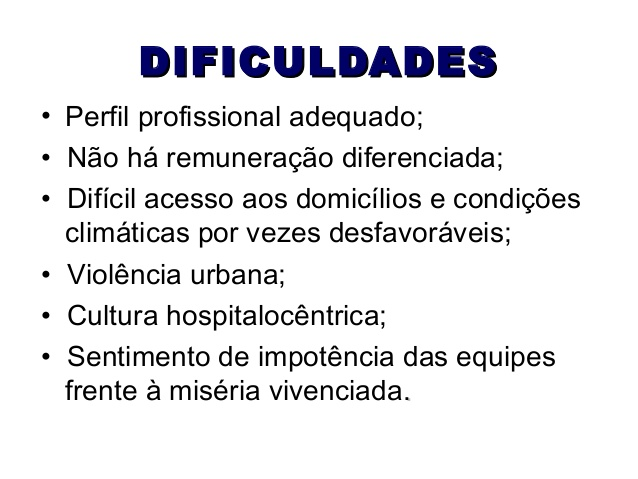 DIFICULDADES
• Perfil profissional adequado;
• Não há remuneração diferenciada;
• Difícil acesso aos domicílios e condições
climáticas por vezes desfavoráveis;
• Violência urbana;
• Cultura hospitalocêntrica;
• Sentimento de impotência das equipes
frente à miséria vivenciada.